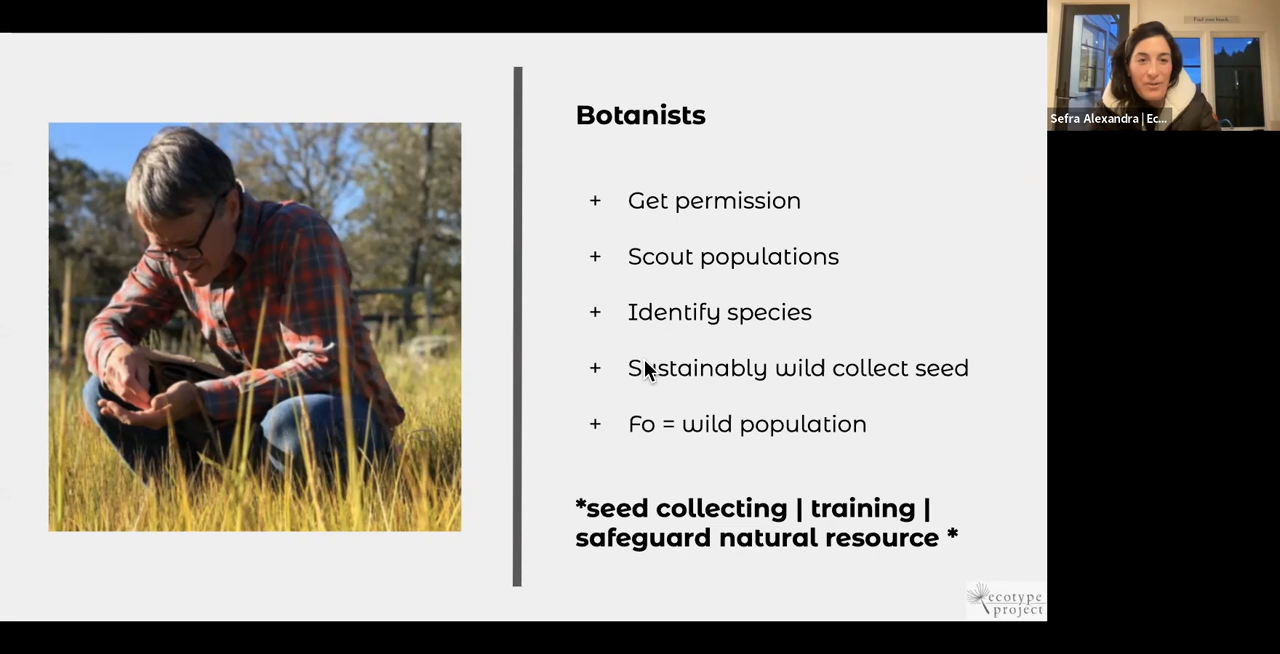 Botanists
+ Get permission
+ Scout populations
+ Identify species
+ Sustainably wild collect seed
+ Fo = wild population
*seed collecting | training |
safeguard natural resource *
ecotype
project
Sefra Alexandra | Ec...